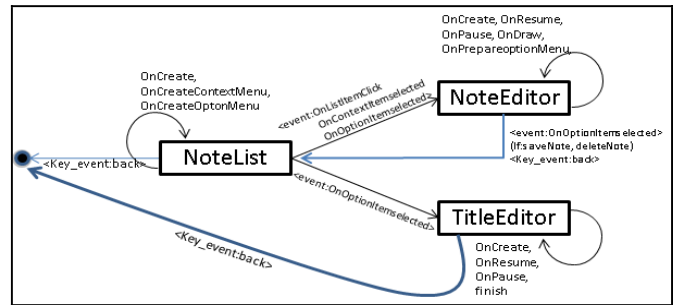 OnCreate, OnResume,
OnPause, OnDraw,
OnPrepareoptionMenu,
OnCreate,
OnCreateContextMenu,
OnCreateOptonMenu
<event:OnListItemClick
OnContextItemselected
OnOptionItemselected>
NoteEditor
<event:OnOptionItemselected>
(If:saveNote, deleteNote)
<Key_event:back>
NoteList
<Key_event:back>
<event:OnOptionItemselected>
TitleEditor
<Key_event:back>
OnCreate,
OnResume,
OnPause,
finish